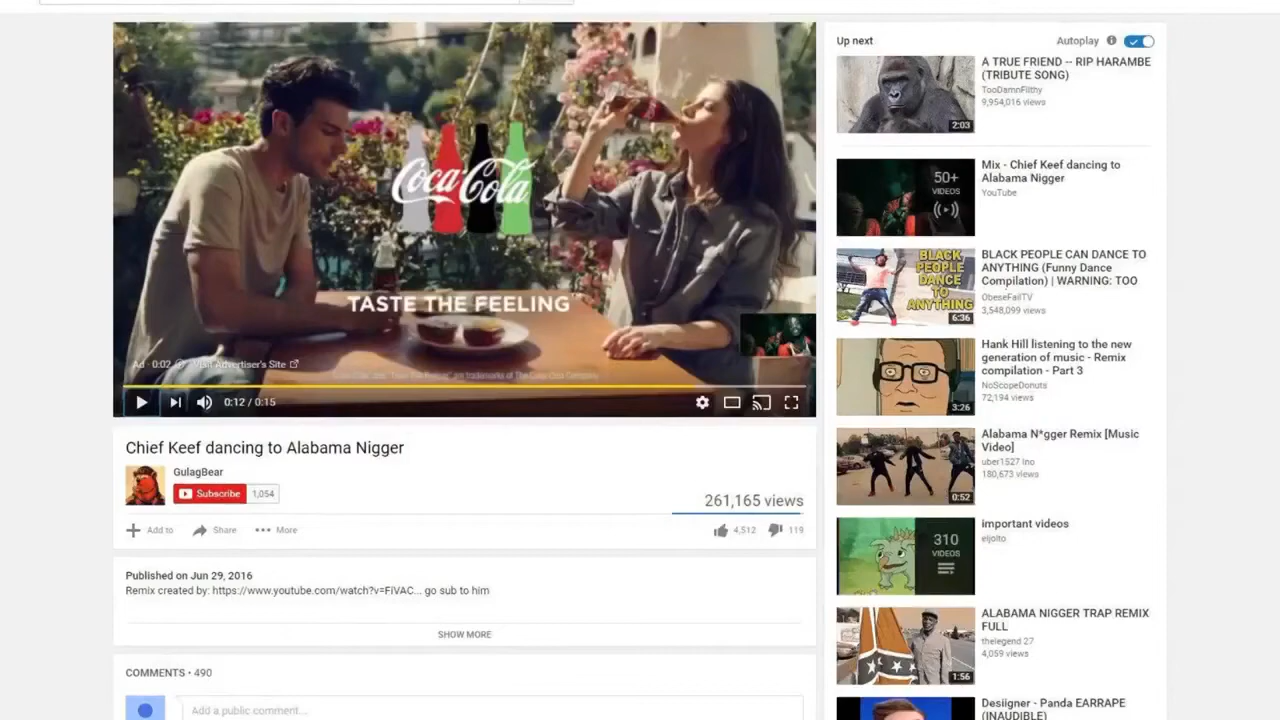 Coca-Cola
TASTE THE FEELING
Ad · 0:02
Visit Advertiser's Site
0:12 / 0:15
Chief Keef dancing to Alabama Nigger
GulagBear
Subscribe 1,054
261,165 views
Add to Share More
4,512 119
Published on Jun 29, 2016
Remix created by: https://www.youtube.com/watch?v=FiVAC... go sub to him
SHOW MORE
COMMENTS • 490
Add a public comment...
Up next
Autoplay
A TRUE FRIEND -- RIP HARAMBE
(TRIBUTE SONG)
TooDamnFilthy
9,954,016 views
2:03
50+
VIDEOS
Mix - Chief Keef dancing to
Alabama Nigger
YouTube
BLACK
PEOPLE
DANCE
TO
ANYTHING
6:36
BLACK PEOPLE CAN DANCE TO
ANYTHING (Funny Dance
Compilation) | WARNING: TOO
ObeseFailTV
3,548,099 views
Hank Hill listening to the new
generation of music - Remix
compilation - Part 3
NoScopeDonuts
72,194 views
3:26
Alabama N*gger Remix [Music
Video]
uber1527 Ino
180,673 views
0:52
310
VIDEOS
important videos
eljolto
ALABAMA NIGGER TRAP REMIX
FULL
thelegend 27
4,059 views
1:56
Desiigner - Panda EARRAPE
(INAUDIBLE)